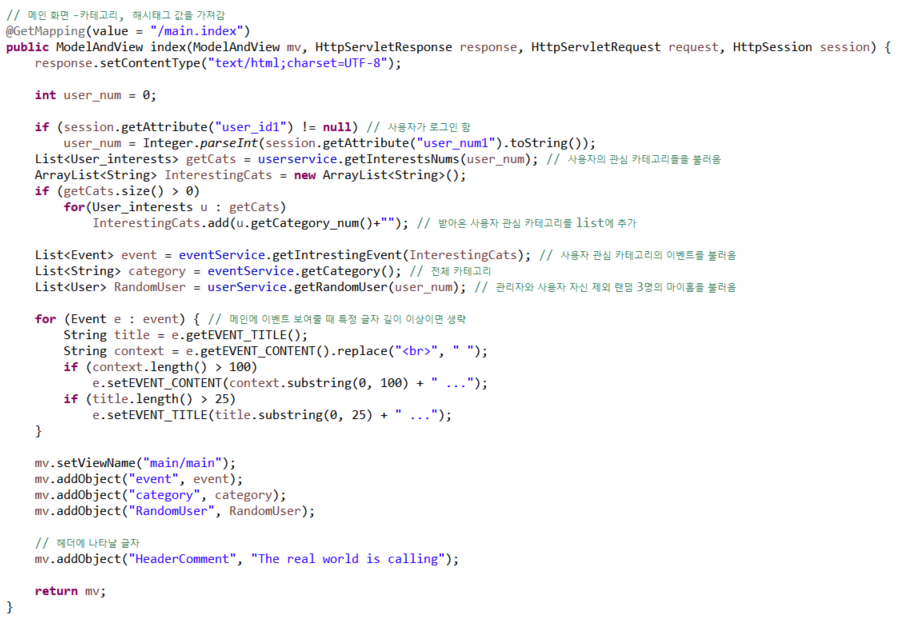 // 메인 화면 -카테고리, 해시태그 값을 가져감
@GetMapping(value = "/main.index")
public ModelAndView index(ModelAndView mv, HttpServletResponse response, HttpServletRequest request, HttpSession session) {
    response.setContentType("text/html;charset=UTF-8");

    int user_num = 0;

    if (session.getAttribute("user_id1") != null) // 사용자가 로그인 함
        user_num = Integer.parseInt(session.getAttribute("user_num1").toString());
    List<User_interests> getCats = userservice.getInterestsNums(user_num); // 사용자의 관심 카테고리들을 불러옴
    ArrayList<String> InterestingCats = new ArrayList<String>();
    if (getCats.size() > 0)
        for(User_interests u : getCats)
            InterestingCats.add(u.getCategory_num()+""); // 받아온 사용자 관심 카테고리를 list에 추가

    List<Event> event = eventService.getIntrestingEvent(InterestingCats); // 사용자 관심 카테고리의 이벤트를 불러옴
    List<String> category = eventService.getCategory(); // 전체 카테고리
    List<User> RandomUser = userService.getRandomUser(user_num); // 관리자와 사용자 자신 제외 랜덤 3명의 마이홈을 불러옴

    for (Event e : event) { // 메인에 이벤트 보여줄 때 특정 글자 길이 이상이면 생략
        String title = e.getEVENT_TITLE();
        String context = e.getEVENT_CONTENT().replace("<br>", " ");
        if (context.length() > 100)
            e.setEVENT_CONTENT(context.substring(0, 100) + " ...");
        if (title.length() > 25)
            e.setEVENT_TITLE(title.substring(0, 25) + " ...");
    }

    mv.setViewName("main/main");
    mv.addObject("event", event);
    mv.addObject("category", category);
    mv.addObject("RandomUser", RandomUser);

    // 헤더에 나타날 글자
    mv.addObject("HeaderComment", "The real world is calling");

    return mv;
}